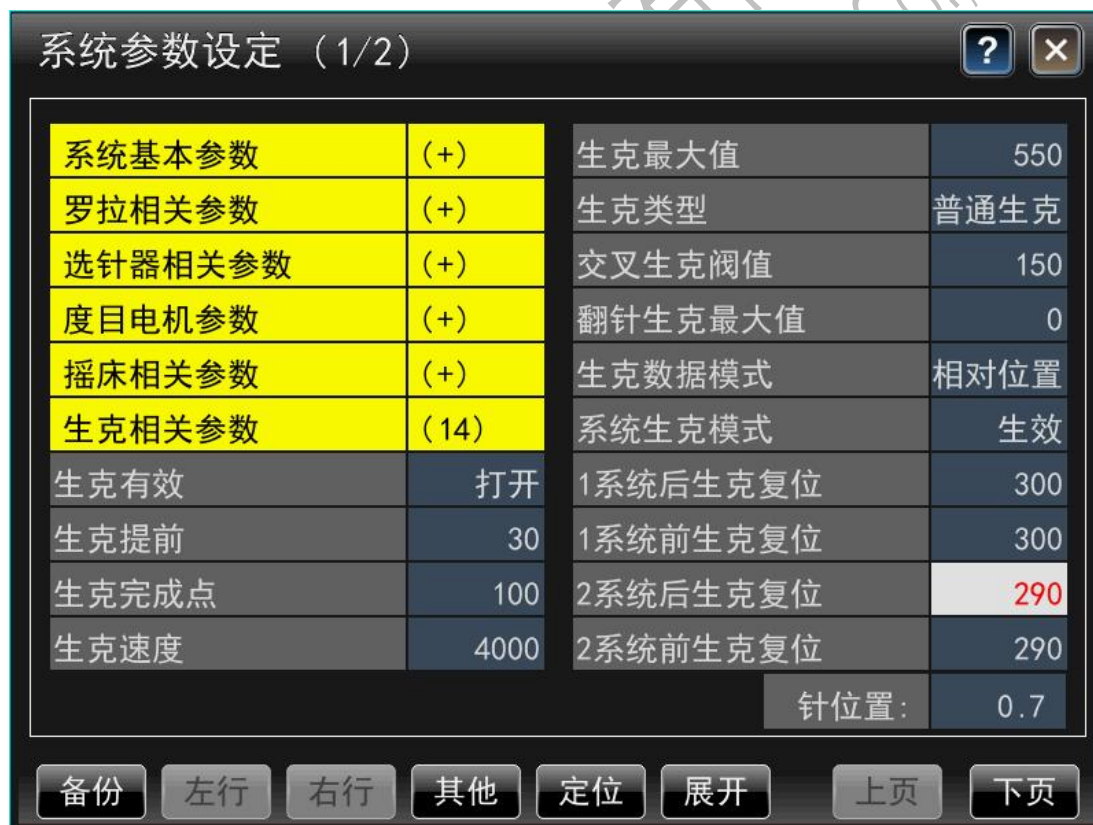 系统参数设定 (1/2)
?
×
系统基本参数 (+)
罗拉相关参数 (+)
选针器相关参数 (+)
度目电机参数 (+)
摇床相关参数 (+)
生克相关参数 (14)
生克有效 打开
生克提前 30
生克完成点 100
生克速度 4000
生克最大值 550
生克类型 普通生克
交叉生克阀值 150
翻针生克最大值 0
生克数据模式 相对位置
系统生克模式 生效
1系统后生克复位 300
1系统前生克复位 300
2系统后生克复位 290
2系统前生克复位 290
针位置: 0.7
备份 左行 右行 其他 定位 展开 上页 下页